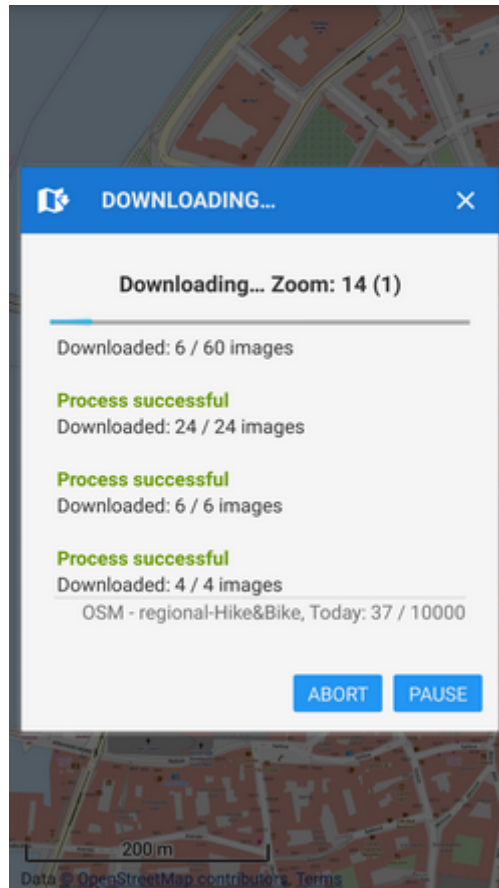 DOWNLOADING...
Downloading... Zoom: 14 (1)
Downloaded: 6 / 60 images
Process successful
Downloaded: 24 / 24 images
Process successful
Downloaded: 6 / 6 images
Process successful
Downloaded: 4 / 4 images
OSM - regional-Hike&Bike, Today: 37 / 10000
ABORT PAUSE
200 m
Data © OpenStreetMap contributors, Terms